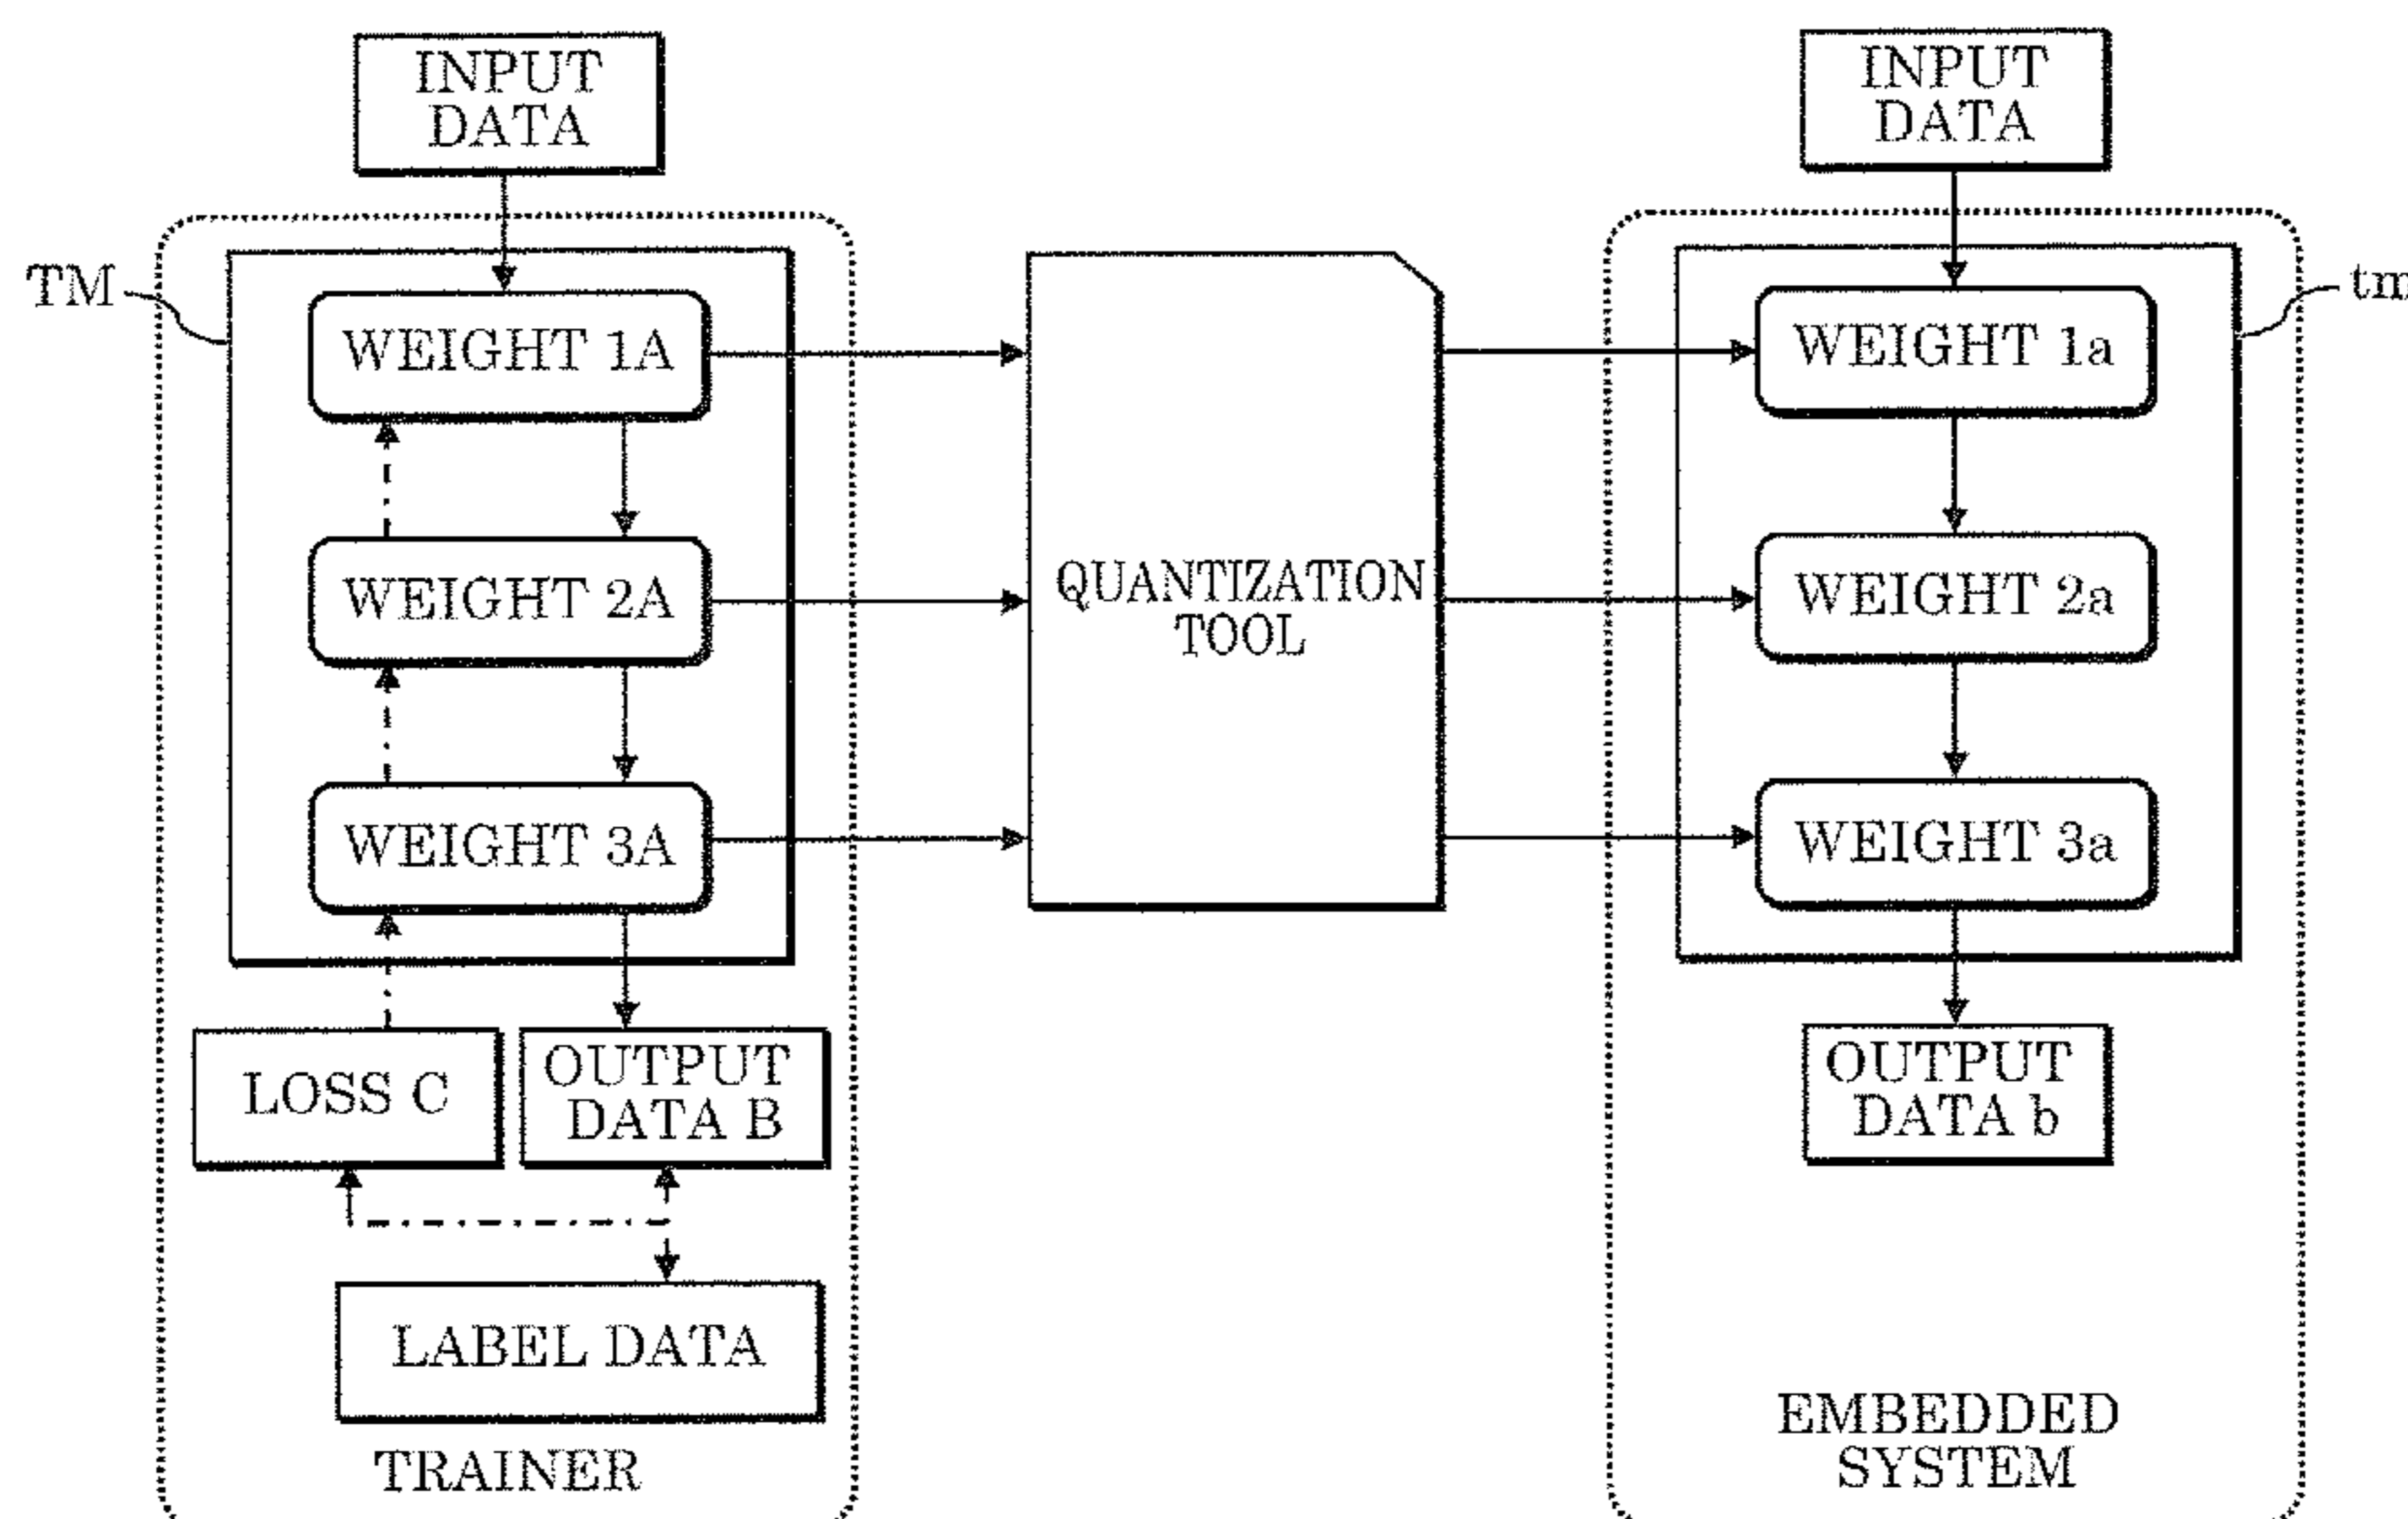 INPUT
DATA
INPUT
DATA
TM
tm
WEIGHT 1A
WEIGHT 1a
WEIGHT 2A
QUANTIZATION
TOOL
WEIGHT 2a
WEIGHT 3A
WEIGHT 3a
LOSS C
OUTPUT
DATA B
OUTPUT
DATA b
LABEL DATA
TRAINER
EMBEDDED
SYSTEM